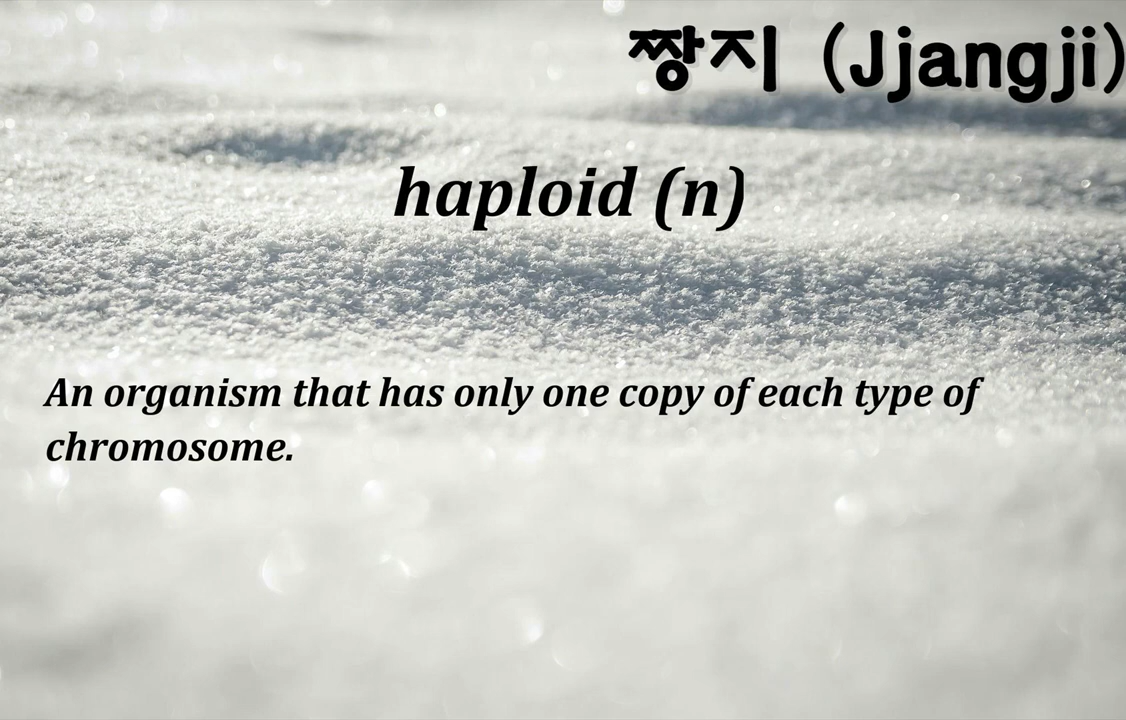 짱지 (Jjangji)
haploid (n)
An organism that has only one copy of each type of
chromosome.